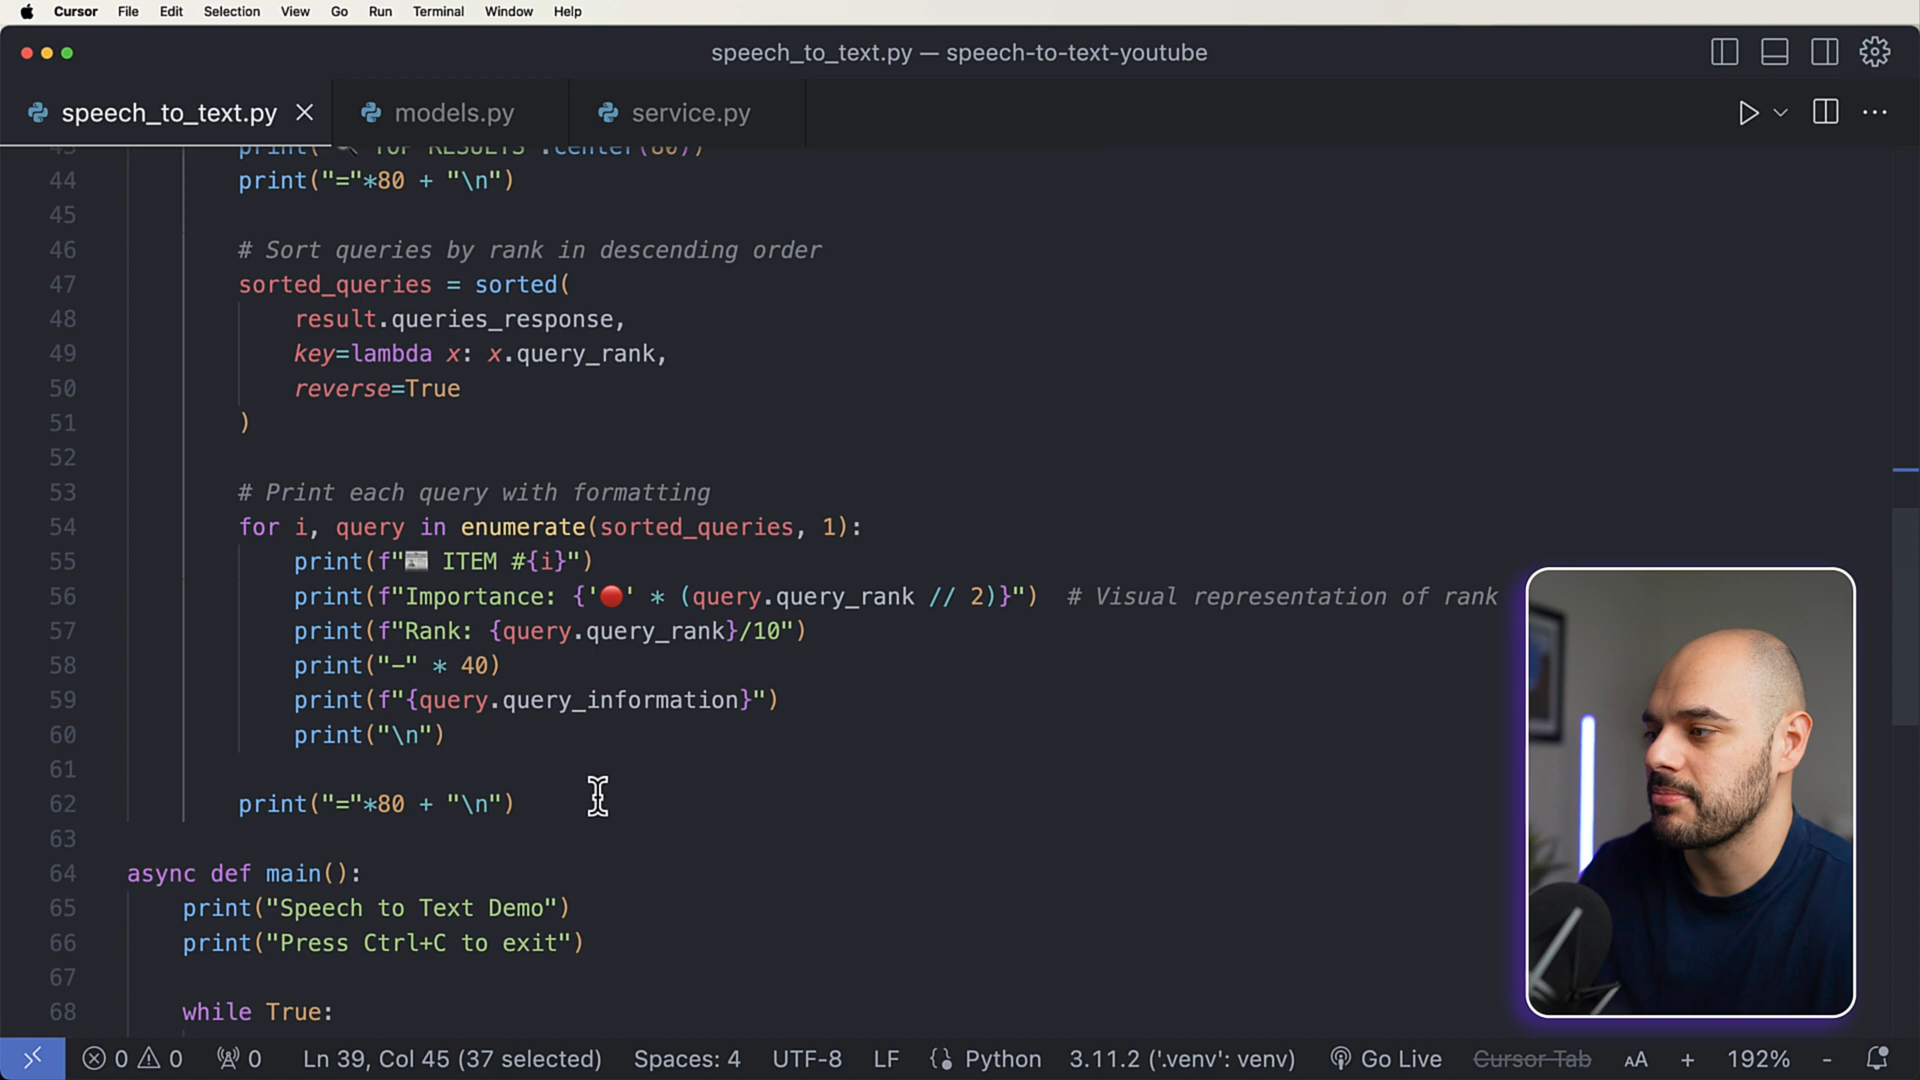 Cursor File Edit Selection View Go Run Terminal Window Help
speech_to_text.py — speech-to-text-youtube
speech_to_text.py models.py service.py
43 print("🔍 TOP RESULTS".center(80))
44 print("="*80 + "\n")
45
46 # Sort queries by rank in descending order
47 sorted_queries = sorted(
48 result.queries_response,
49 key=lambda x: x.query_rank,
50 reverse=True
51 )
52
53 # Print each query with formatting
54 for i, query in enumerate(sorted_queries, 1):
55 print(f"📰 ITEM #{i}")
56 print(f"Importance: {'🔴' * (query.query_rank // 2)}") # Visual representation of rank
57 print(f"Rank: {query.query_rank}/10")
58 print("—" * 40)
59 print(f"{query.query_information}")
60 print("\n")
61
62 print("="*80 + "\n")
63
64 async def main():
65 print("Speech to Text Demo")
66 print("Press Ctrl+C to exit")
67
68 while True:
0 0 0 Ln 39, Col 45 (37 selected) Spaces: 4 UTF-8 LF Python 3.11.2 ('.venv': venv) Go Live Cursor Tab AA + 192% -